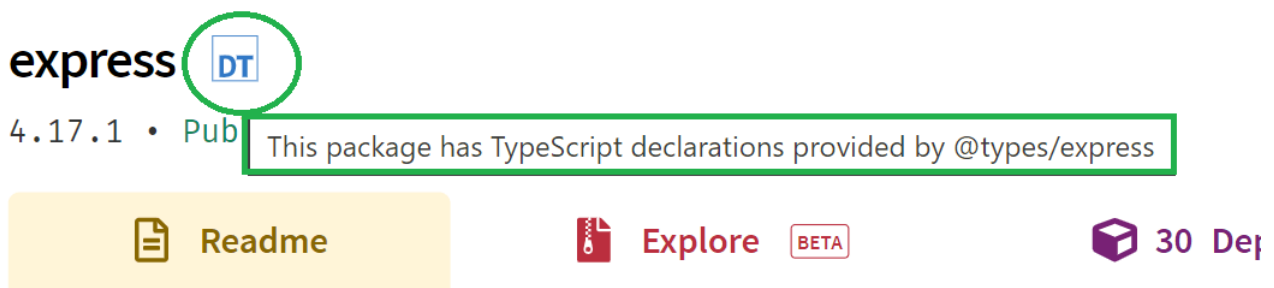 express DT
4.17.1 • Pub
This package has TypeScript declarations provided by @types/express
Readme
Explore BETA
30 Dep